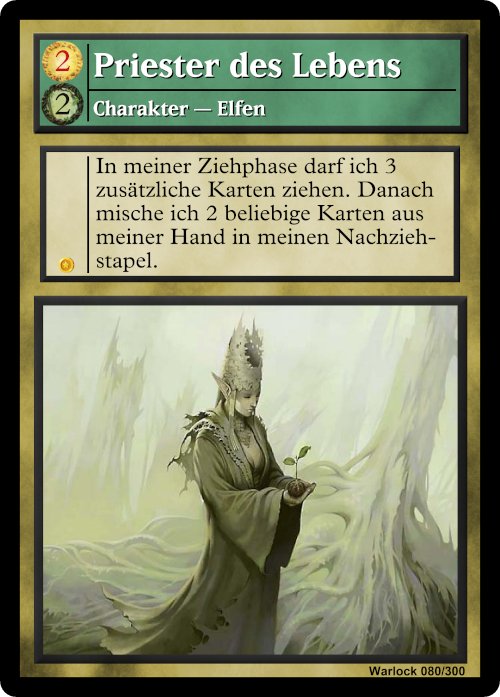 2 Priester des Lebens
2 Charakter — Elfen
In meiner Ziehphase darf ich 3
zusätzliche Karten ziehen. Danach
mische ich 2 beliebige Karten aus
meiner Hand in meinen Nachzieh-
stapel.
Warlock 080/300